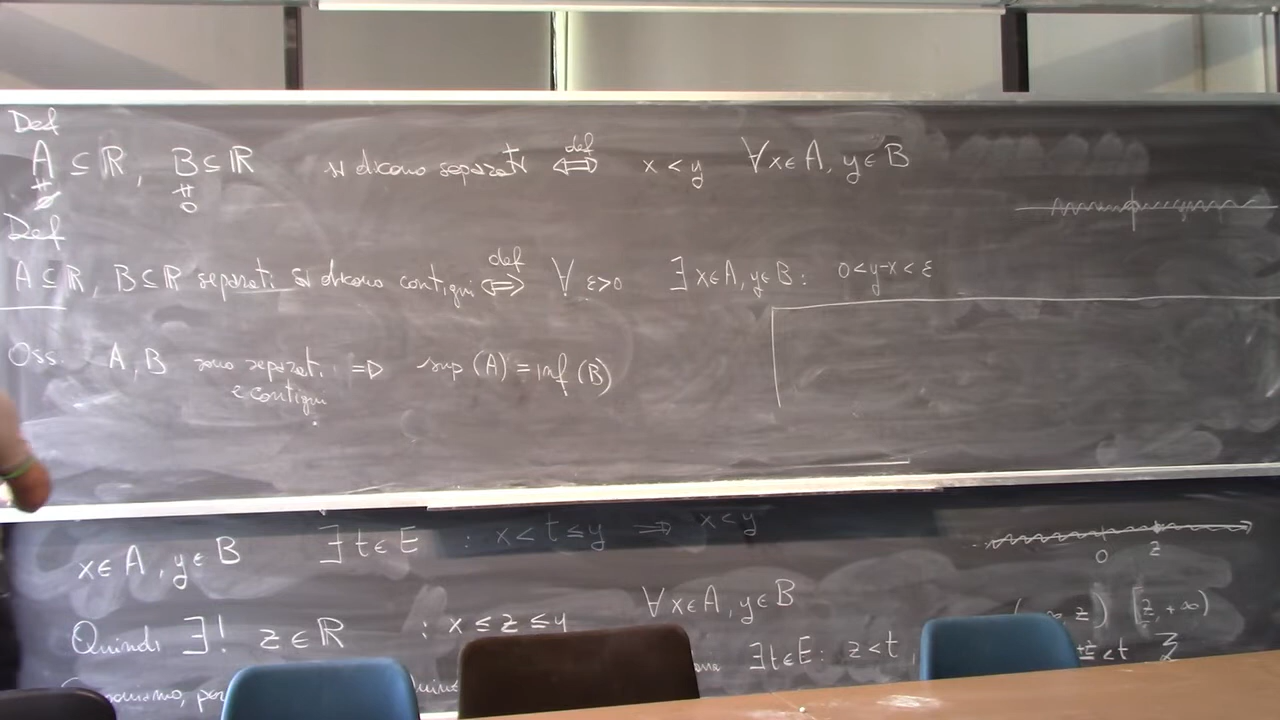 Def
A ⊆ ℝ, B ⊆ ℝ si dicono separati ⇔ def x < y ∀x∈A, y∈B
≠ ≠
∅ ∅
Def
A ⊆ ℝ, B ⊆ ℝ separati si dicono contigui ⇔ def ∀ ε>0 ∃ x∈A, y∈B : 0<y-x<ε
Oss. A, B sono separati ⇒ sup (A) = inf (B)
e contigui
x∈A, y∈B ∃ t∈E : x<t≤y ⇒ x<y
0 z
Quindi ∃! z∈ℝ : x≤z≤y ∀x∈A, y∈B
, z) [z, +∞)
∃t∈E : z<t, <t